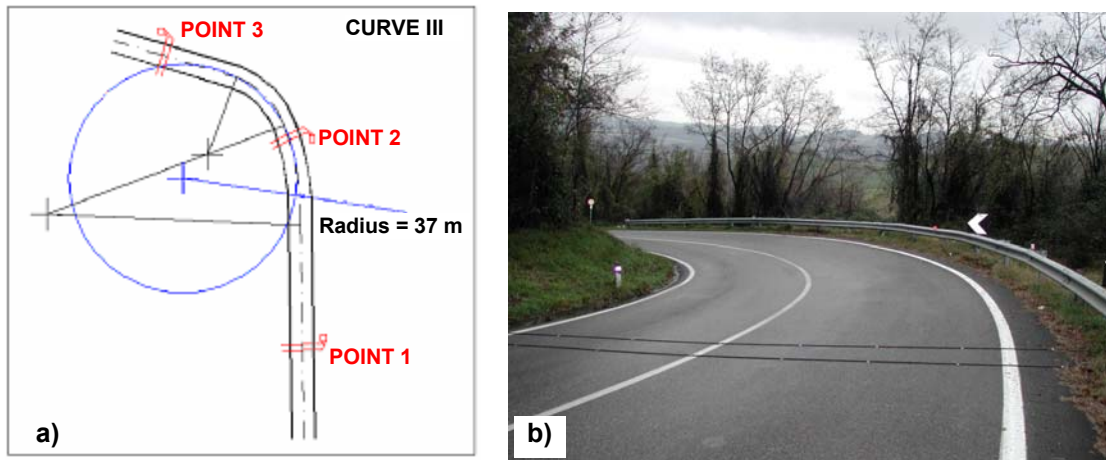 POINT 3
CURVE III
POINT 2
Radius = 37 m
POINT 1
a)
b)